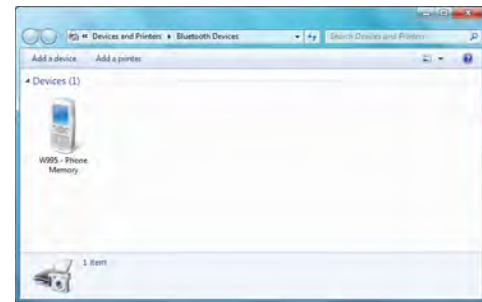 « Devices and Printers ▸ Bluetooth Devices
Search Devices and Printers
Add a device Add a printer
Devices (1)
W995 - Phone
Memory
1 item